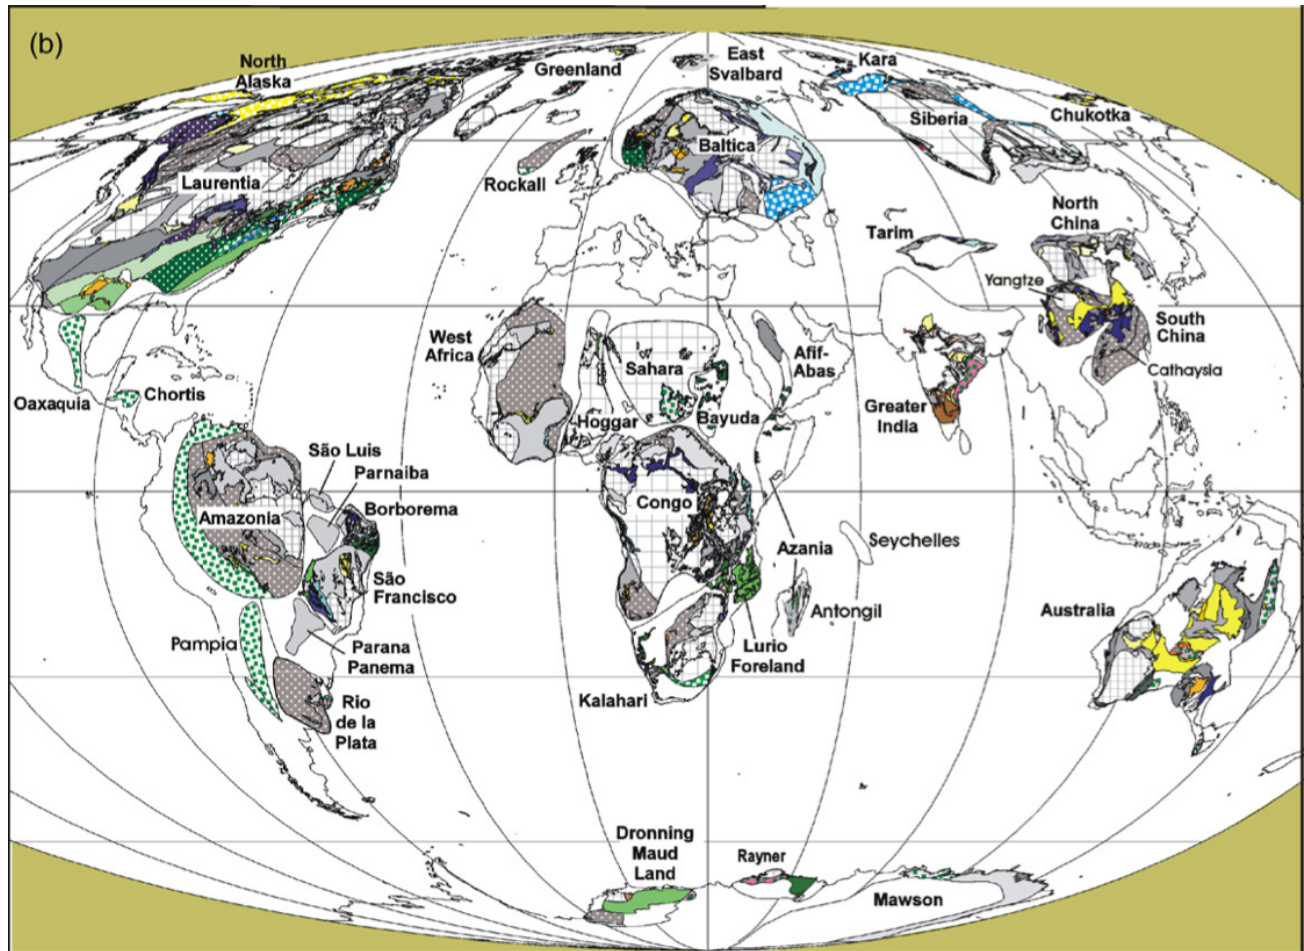 (b)
North
Alaska
Greenland
East
Svalbard
Kara
Siberia
Chukotka
Baltica
Laurentia
Rockall
North
China
Tarim
Yangtze
South
China
Cathaysia
West
Africa
Sahara
Afif-
Abas
Hoggar
Bayuda
Greater
India
Oaxaquia
Chortis
São Luis
Parnaiba
Borborema
Amazonia
Congo
Seychelles
Azania
Antongil
São
Francisco
Australia
Pampia
Parana
Panema
Lurio
Foreland
Kalahari
Rio
de la
Plata
Dronning
Maud
Land
Rayner
Mawson